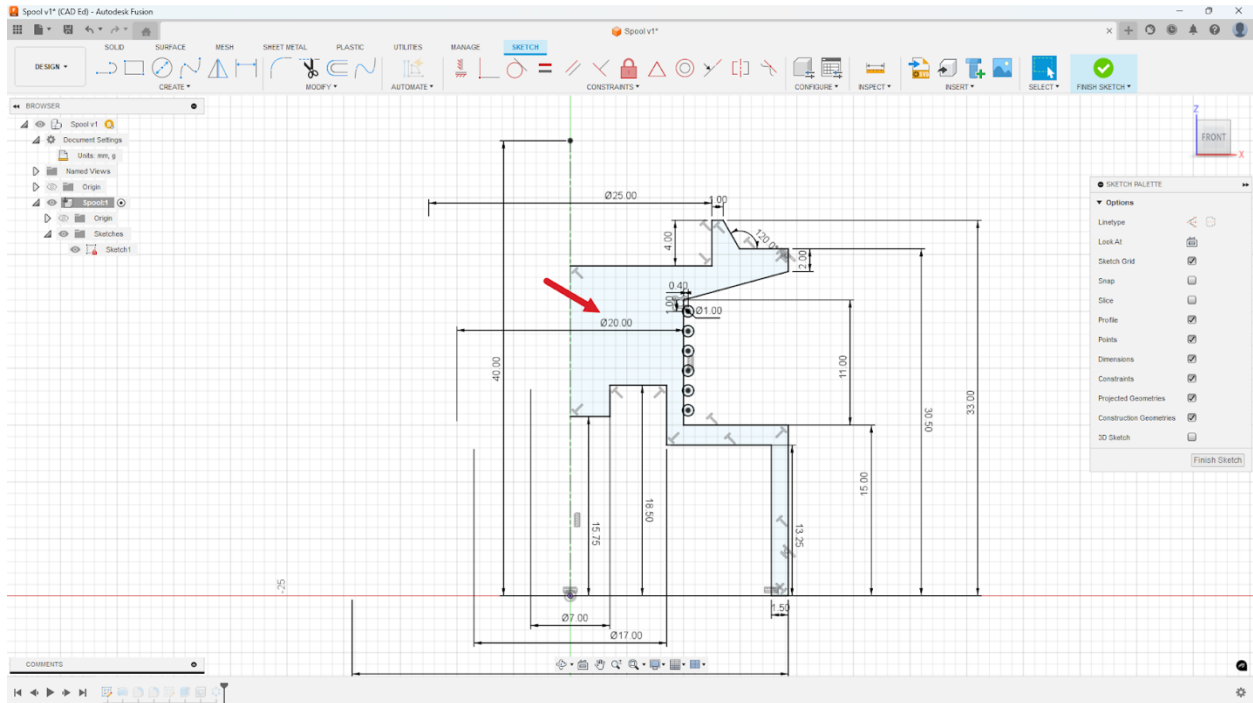 Spool v1* (CAD Ed) - Autodesk Fusion
Spool v1*
SOLID SURFACE MESH SHEET METAL PLASTIC UTILITIES MANAGE SKETCH
DESIGN
CREATE MODIFY AUTOMATE CONSTRAINTS CONFIGURE INSPECT INSERT SELECT FINISH SKETCH
BROWSER
Spool v1
Document Settings
Units: mm, g
Named Views
Origin
Spool:1
Origin
Sketches
Sketch1
Z
FRONT
X
SKETCH PALETTE
Options
Linetype
Look At
Sketch Grid
Snap
Slice
Profile
Points
Dimensions
Constraints
Projected Geometries
Construction Geometries
3D Sketch
Finish Sketch
Ø25.00
1.00
4.00
120.0°
2.00
0.40
1.00
Ø1.00
Ø20.00
40.00
11.00
30.50
33.00
15.00
18.50
15.75
13.25
-25
1.50
Ø7.00
Ø17.00
COMMENTS